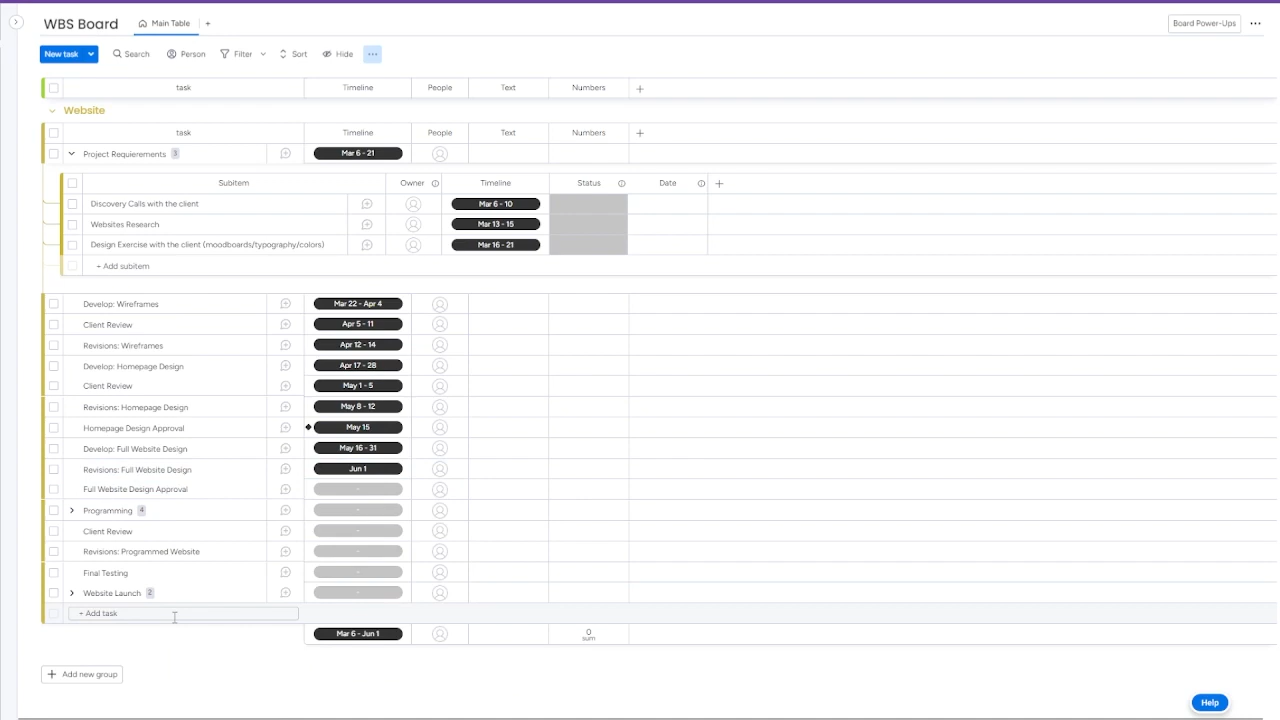 WBS Board Main Table + Board Power-Ups ...
New task Search Person Filter Sort Hide ...
task Timeline People Text Numbers +
Website
task Timeline People Text Numbers +
Project Requierements 3 Mar 6 - 21
Subitem Owner Timeline Status Date +
Discovery Calls with the client Mar 6 - 10
Websites Research Mar 13 - 15
Design Exercise with the client (moodboards/typography/colors) Mar 16 - 21
+ Add subitem
Develop: Wireframes Mar 22 - Apr 4
Client Review Apr 5 - 11
Revisions: Wireframes Apr 12 - 14
Develop: Homepage Design Apr 17 - 28
Client Review May 1 - 5
Revisions: Homepage Design May 8 - 12
Homepage Design Approval May 15
Develop: Full Website Design May 16 - 31
Revisions: Full Website Design Jun 1
Full Website Design Approval -
Programming 4 -
Client Review -
Revisions: Programmed Website -
Final Testing -
Website Launch 2 -
+ Add task
Mar 6 - Jun 1 0
sum
+ Add new group
Help